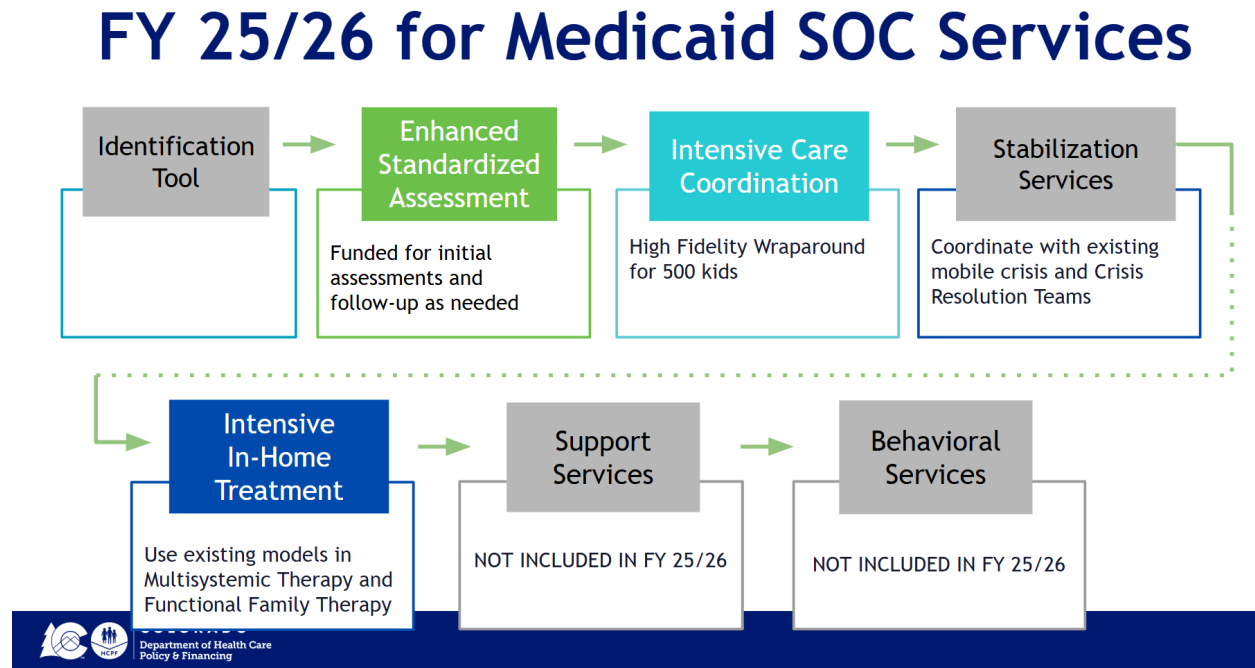 FY 25/26 for Medicaid SOC Services
Identification
Tool
Enhanced
Standardized
Assessment
Funded for initial
assessments and
follow-up as needed
Intensive Care
Coordination
High Fidelity Wraparound
for 500 kids
Stabilization
Services
Coordinate with existing
mobile crisis and Crisis
Resolution Teams
Intensive
In-Home
Treatment
Use existing models in
Multisystemic Therapy and
Functional Family Therapy
Support
Services
NOT INCLUDED IN FY 25/26
Behavioral
Services
NOT INCLUDED IN FY 25/26
HCPF
COLORADO
Department of Health Care
Policy & Financing